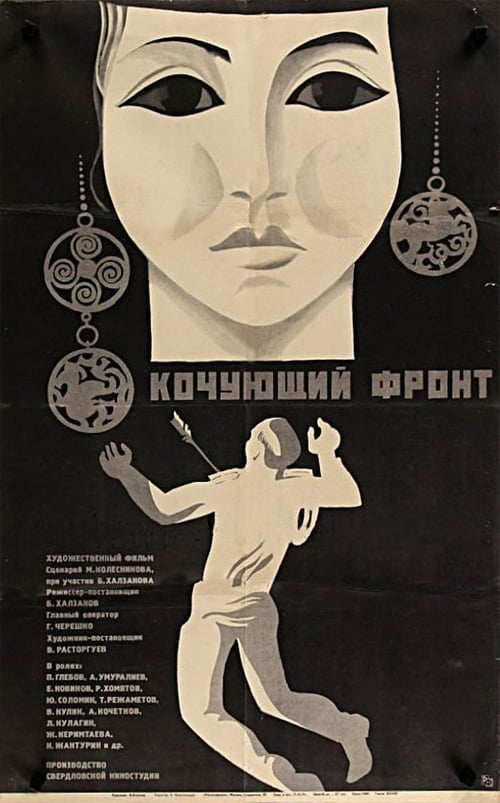 КОЧУЮЩИЙ ФРОНТ
ХУДОЖЕСТВЕННЫЙ ФИЛЬМ
Сценарий М. КОЛЕСНИКОВА,
при участии Б. ХАЛЗАНОВА
Режиссер-постановщик
Б. ХАЛЗАНОВ
Главный оператор
Г. ЧЕРЕШКО
Художник-постановщик
В. РАСТОРГУЕВ
В ролях:
П. ГЛЕБОВ, А. УМУРАЛИЕВ,
Е. НОВИКОВ, Р. ХОМЯТОВ,
Ю. СОЛОМИН, Т. РЕЖАМЕТОВ,
В. КУЛИК, А. КОЧЕТКОВ,
Л. КУЛАГИН,
Ж. КЕРИМТАЕВА,
Н. ЖАНТУРИН и др.
ПРОИЗВОДСТВО
СВЕРДЛОВСКОЙ КИНОСТУДИИ